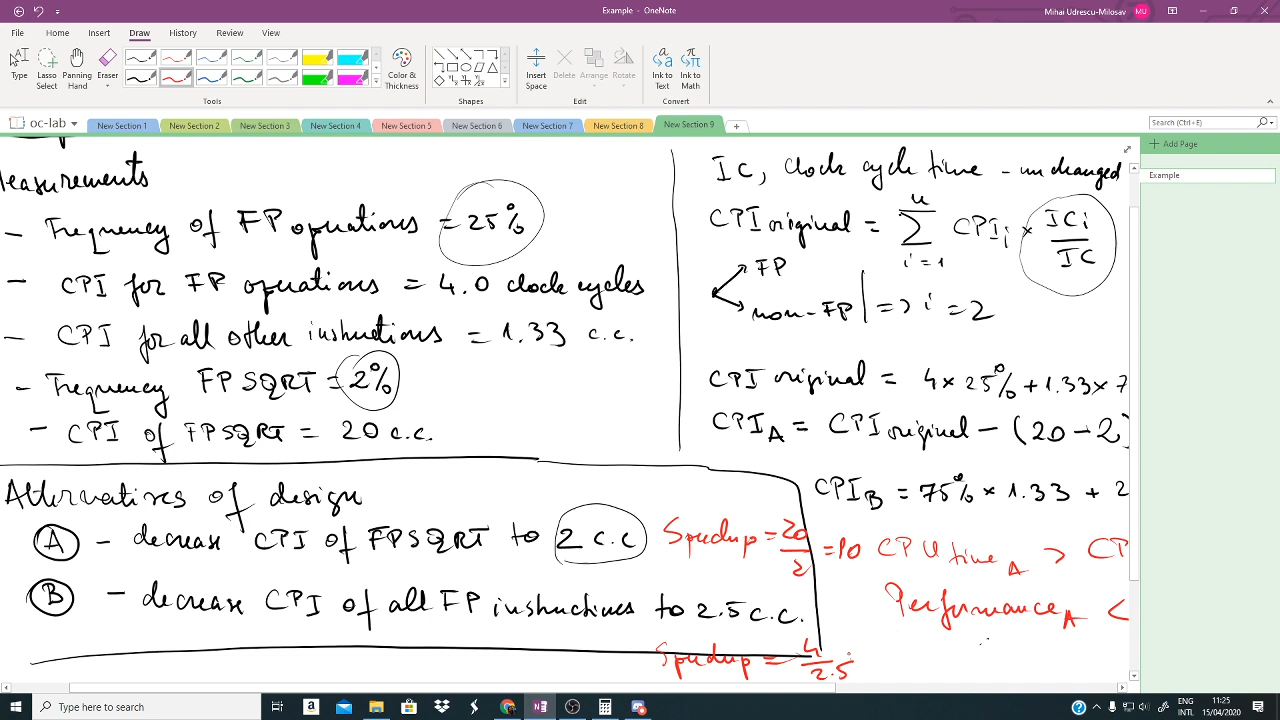 Example - OneNote
Mihai Udrescu-Milosav
MU
File
Home
Insert
Draw
History
Review
View
Type
Lasso Select
Panning Hand
Eraser
Color & Thickness
Insert Space
Delete
Arrange
Rotate
Ink to Text
Ink to Math
Tools
Shapes
Edit
Convert
oc-lab
New Section 1
New Section 2
New Section 3
New Section 4
New Section 5
New Section 6
New Section 7
New Section 8
New Section 9
Search (Ctrl+E)
Add Page
Example
Measurements
- Frequency of FP operations = 25%
- CPI for FP operations = 4.0 clock cycles
- CPI for all other instructions = 1.33 c.c.
- Frequency FPSQRT = 2%
- CPI of FPSQRT = 20 c.c.
IC, Clock cycle time - unchanged
CPI original = n Σ i=1 CPIi × ICi / IC
FP
non-FP | => i = 2
CPI original = 4 × 25% + 1.33 × 7
CPI A = CPI original - (20 - 2)
CPI B = 75% × 1.33 + 2
Alternatives of design
A - decrease CPI of FPSQRT to 2 c.c
Speedup = 20/2 = 10
CPU time A > CP
B - decrease CPI of all FP instructions to 2.5 c.c.
Performance A <
Speedup = 4/2.5
Type here to search
ENG
INTL
11:25
15/04/2020